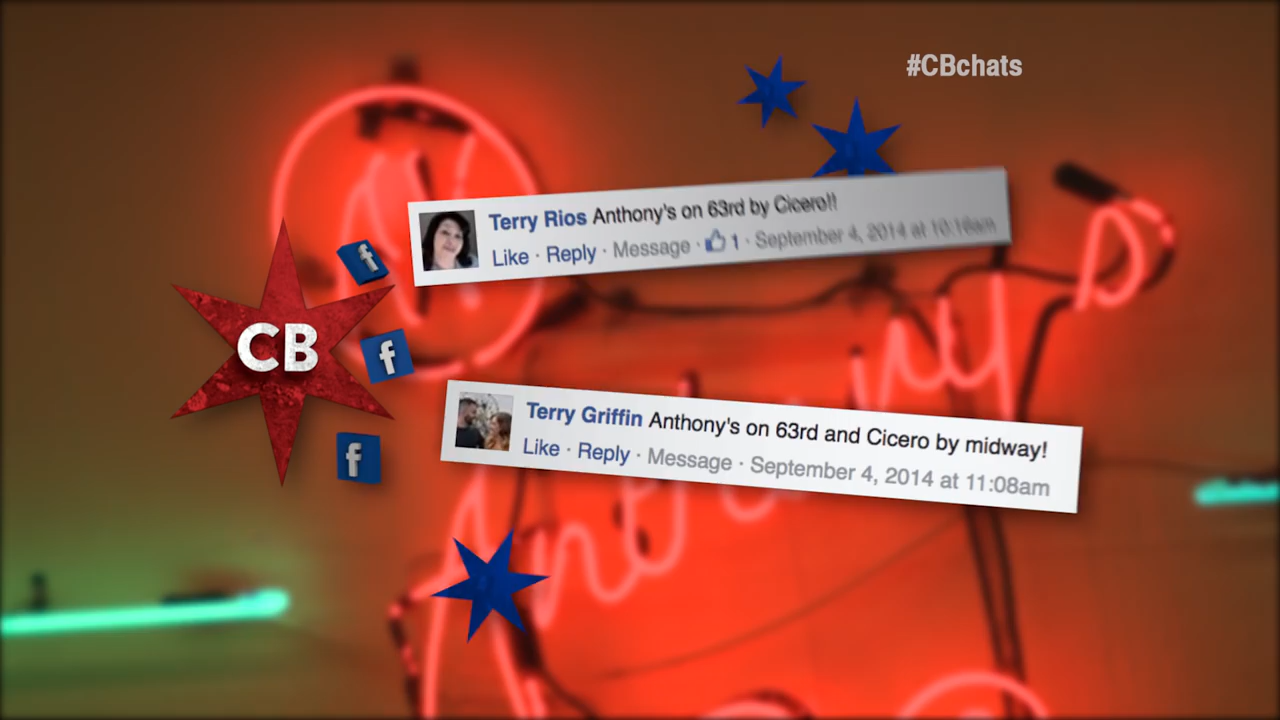 #CBchats
Terry Rios Anthony's on 63rd by Cicero!!
Like · Reply · Message · 1 · September 4, 2014 at 10:16am
CB
f
f
f
Terry Griffin Anthony's on 63rd and Cicero by midway!
Like · Reply · Message · September 4, 2014 at 11:08am
Anthony's